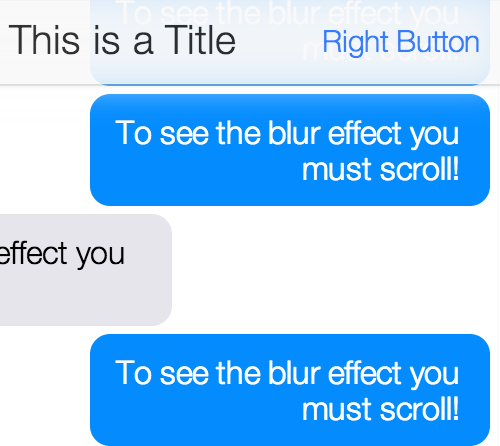 To see the blur effect you
This is a Title
Right Button
must scroll!
To see the blur effect you
must scroll!
effect you
To see the blur effect you
must scroll!